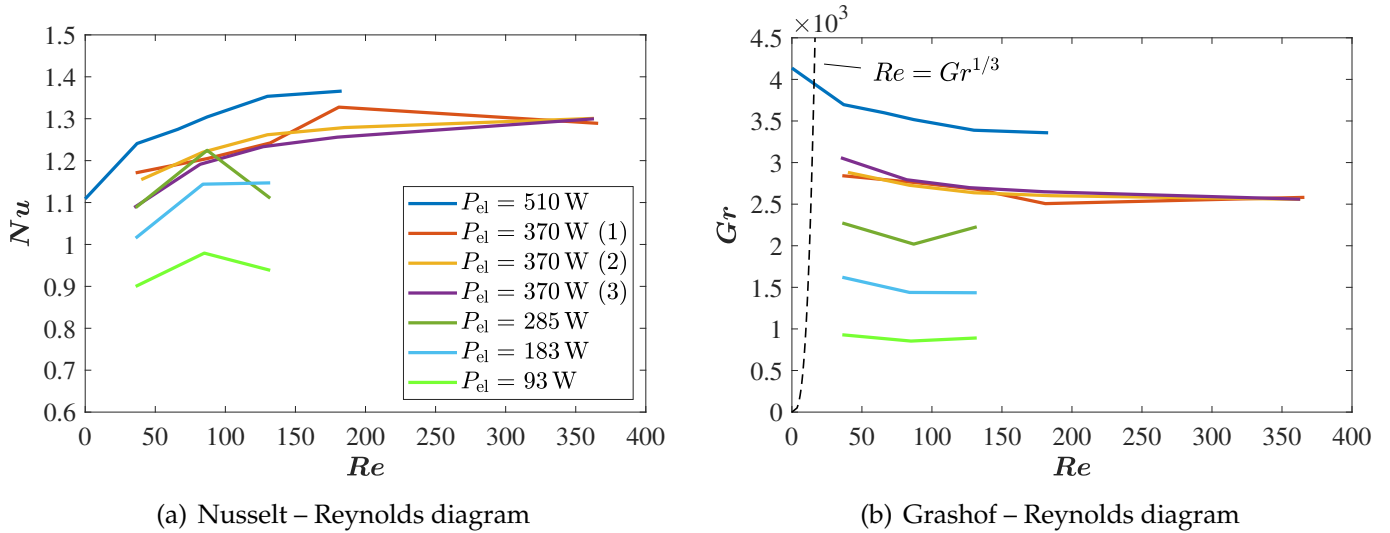 1.5
1.4
1.3
1.2
1.1
1
0.9
0.8
0.7
0.6
Nu
0 50 100 150 200 250 300 350 400
Re
P_el = 510 W
P_el = 370 W (1)
P_el = 370 W (2)
P_el = 370 W (3)
P_el = 285 W
P_el = 183 W
P_el = 93 W
(a) Nusselt – Reynolds diagram
×10³
4.5
4
3.5
3
2.5
2
1.5
1
0.5
0
Gr
Re = Gr^{1/3}
0 50 100 150 200 250 300 350 400
Re
(b) Grashof – Reynolds diagram